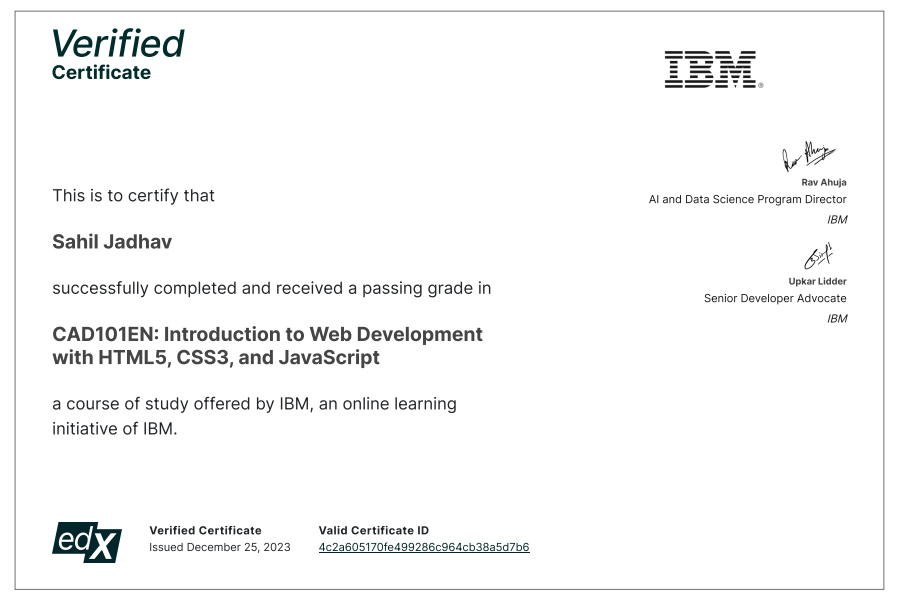 Verified
Certificate
IBM
This is to certify that
Sahil Jadhav
successfully completed and received a passing grade in
CAD101EN: Introduction to Web Development
with HTML5, CSS3, and JavaScript
a course of study offered by IBM, an online learning
initiative of IBM.
Rav Ahuja
Rav Ahuja
AI and Data Science Program Director
IBM
Upkar Lidder
Senior Developer Advocate
IBM
edX
Verified Certificate
Issued December 25, 2023
Valid Certificate ID
4c2a605170fe499286c964cb38a5d7b6